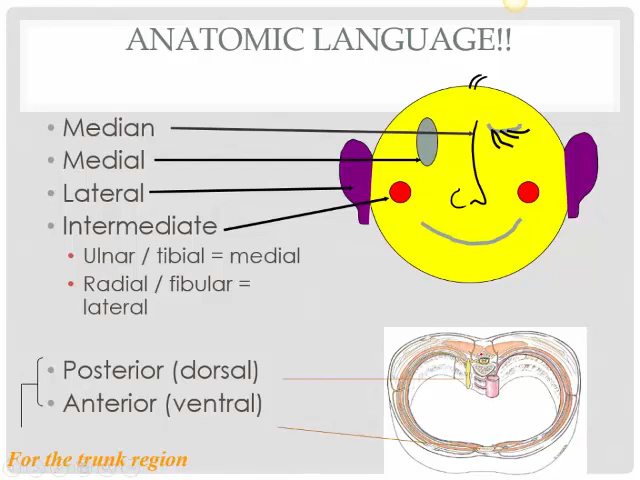 ANATOMIC LANGUAGE!!
• Median
• Medial
• Lateral
• Intermediate
• Ulnar / tibial = medial
• Radial / fibular =
lateral
• Posterior (dorsal)
• Anterior (ventral)
For the trunk region